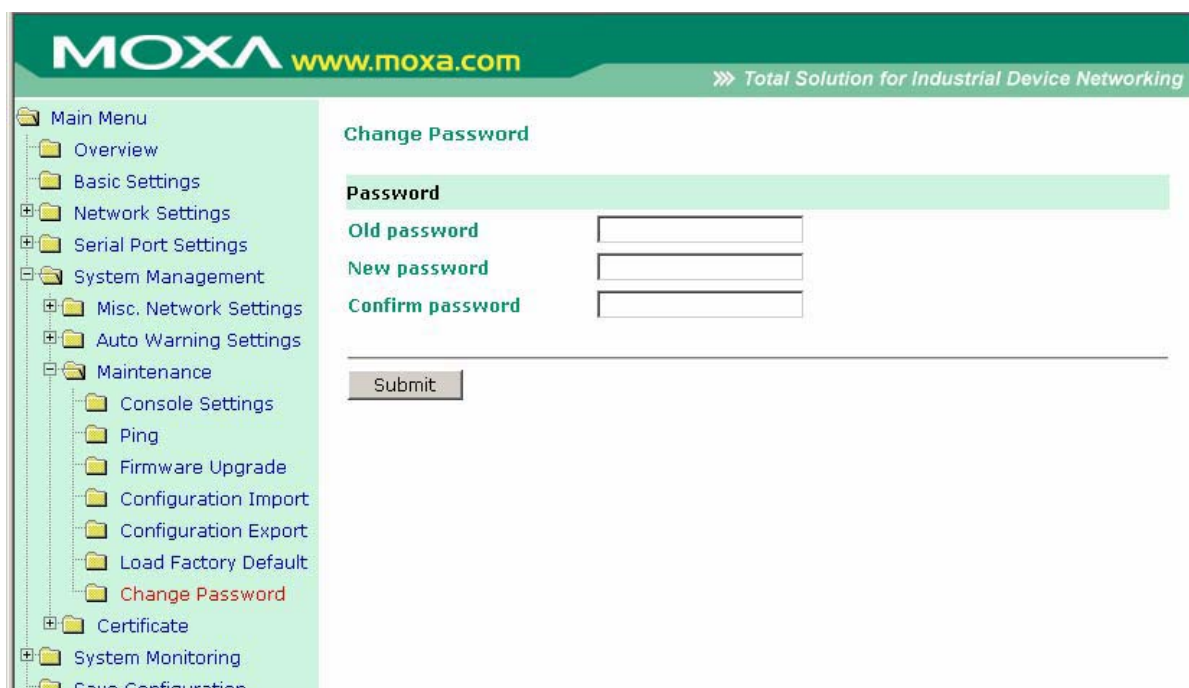 MOXA www.moxa.com
Total Solution for Industrial Device Networking
Main Menu
Overview
Basic Settings
Network Settings
Serial Port Settings
System Management
Misc. Network Settings
Auto Warning Settings
Maintenance
Console Settings
Ping
Firmware Upgrade
Configuration Import
Configuration Export
Load Factory Default
Change Password
Certificate
System Monitoring
Save Configuration
Change Password
Password
Old password
New password
Confirm password
Submit